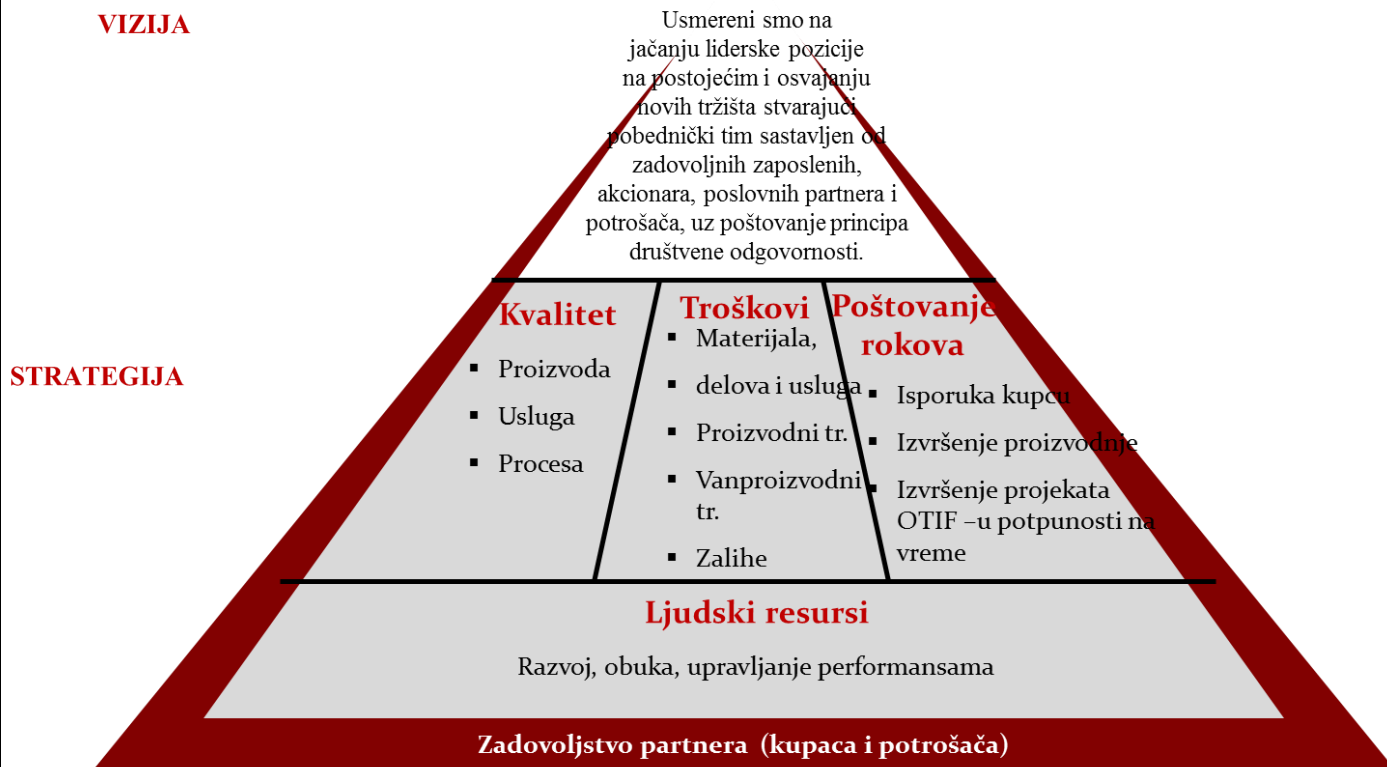 VIZIJA
Usmereni smo na
jačanju liderske pozicije
na postojećim i osvajanju
novih tržišta stvarajući
pobednički tim sastavljen od
zadovoljnih zaposlenih,
akcionara, poslovnih partnera i
potrošača, uz poštovanje principa
društvene odgovornosti.
STRATEGIJA
Kvalitet
▪ Proizvoda
▪ Usluga
▪ Procesa
Troškovi
▪ Materijala,
▪ delova i usluga
▪ Proizvodni tr.
▪ Vanproizvodni
tr.
▪ Zalihe
Poštovanje
rokova
▪ Isporuka kupcu
▪ Izvršenje proizvodnje
▪ Izvršenje projekata
OTIF –u potpunosti na
vreme
Ljudski resursi
Razvoj, obuka, upravljanje performansama
Zadovoljstvo partnera (kupaca i potrošača)